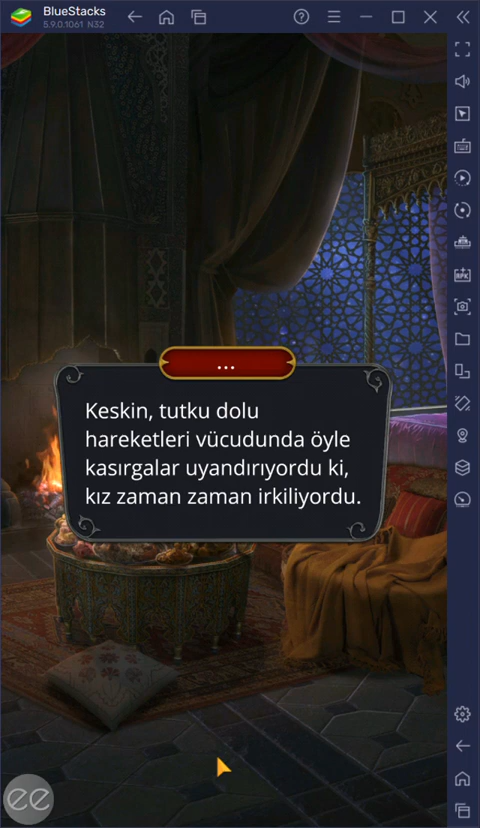 BlueStacks
5.9.0.1061 N32
...
Keskin, tutku dolu
hareketleri vücudunda öyle
kasırgalar uyandırıyordu ki,
kız zaman zaman irkiliyordu.
ee